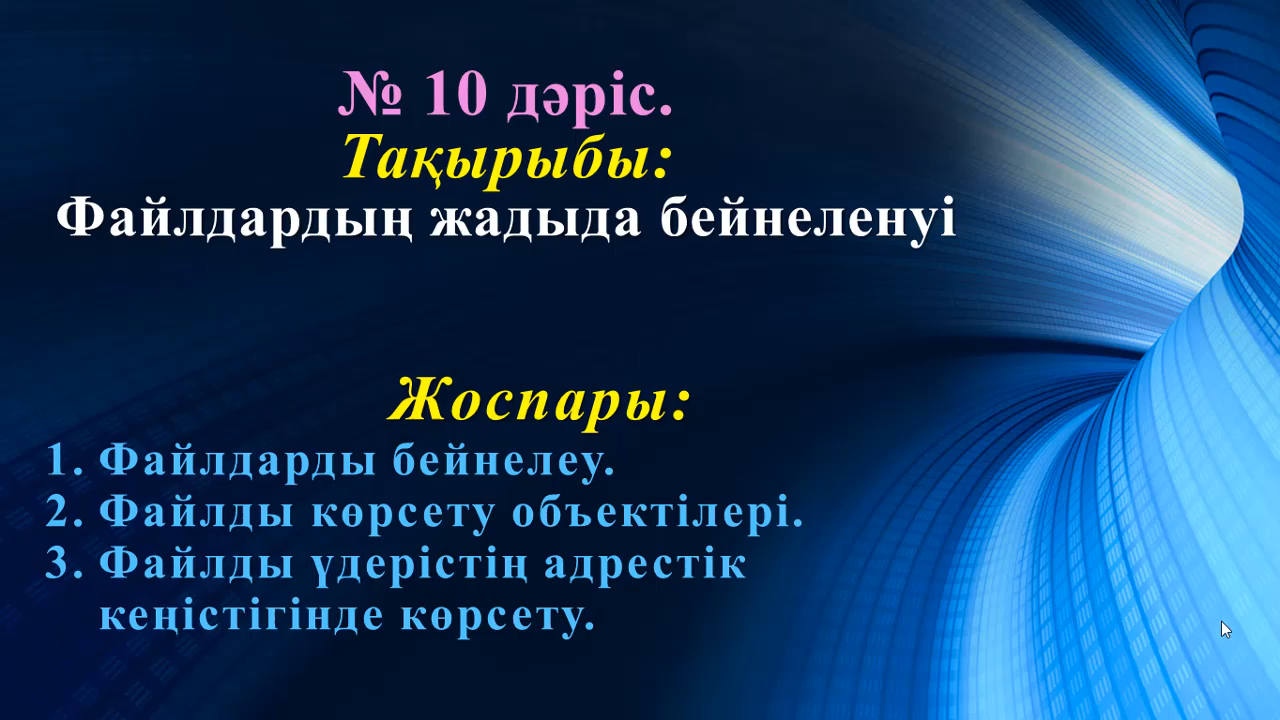 № 10 дәріс.
Тақырыбы:
Файлдардың жадыда бейнеленуі
Жоспары:
1. Файлдарды бейнелеу.
2. Файлды көрсету объектілері.
3. Файлды үдерістің адрестік
кеңістігінде көрсету.